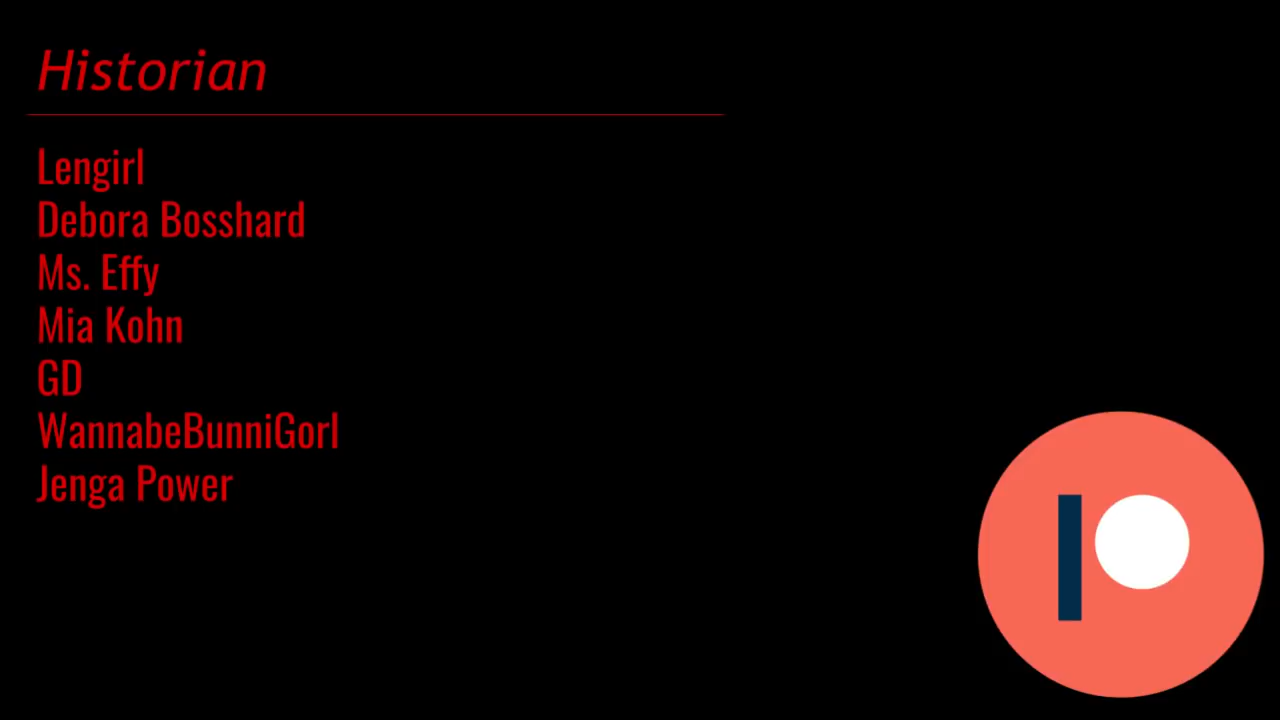 Historian
Lengirl
Debora Bosshard
Ms. Effy
Mia Kohn
GD
WannabeBunniGorl
Jenga Power